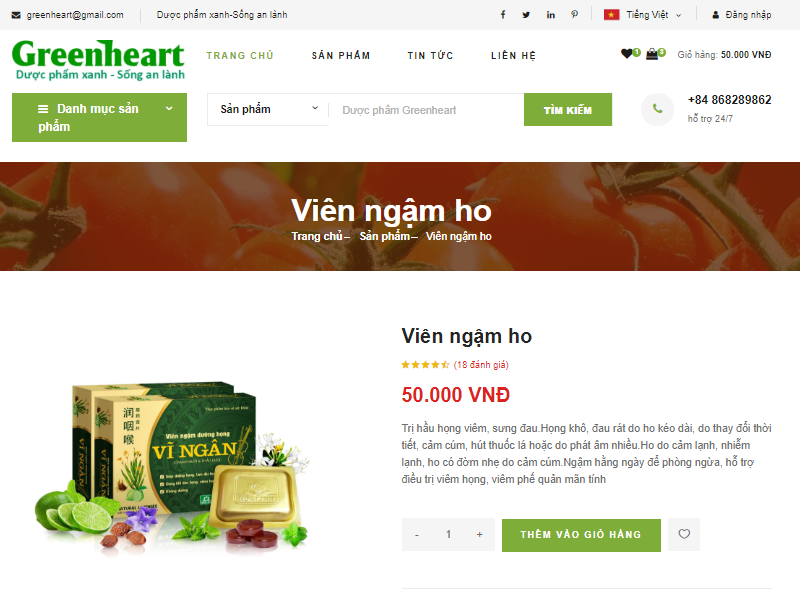 greenheart@gmail.com
Dược phẩm xanh-Sống an lành
Tiếng Việt
Đăng nhập
Greenheart
Dược phẩm xanh - Sống an lành
TRANG CHỦ
SẢN PHẨM
TIN TỨC
LIÊN HỆ
1
3
Giỏ hàng: 50.000 VNĐ
Danh mục sản
phẩm
Sản phẩm
Dược phẩm Greenheart
TÌM KIẾM
+84 868289862
hỗ trợ 24/7
Viên ngậm ho
Trang chủ– Sản phẩm– Viên ngậm ho
Viên ngậm ho
(18 đánh giá)
50.000 VNĐ
Trị hầu họng viêm, sưng đau.Họng khô, đau rát do ho kéo dài, do thay đổi thời
tiết, cảm cúm, hút thuốc lá hoặc do phát âm nhiều.Ho do cảm lạnh, nhiễm
lạnh, ho có đờm nhẹ do cảm cúm.Ngậm hằng ngày để phòng ngừa, hỗ trợ
điều trị viêm họng, viêm phế quản mãn tính
- 1 +
THÊM VÀO GIỎ HÀNG
润咽喉
Viên ngậm dưỡng họng
VĨ NGÂN